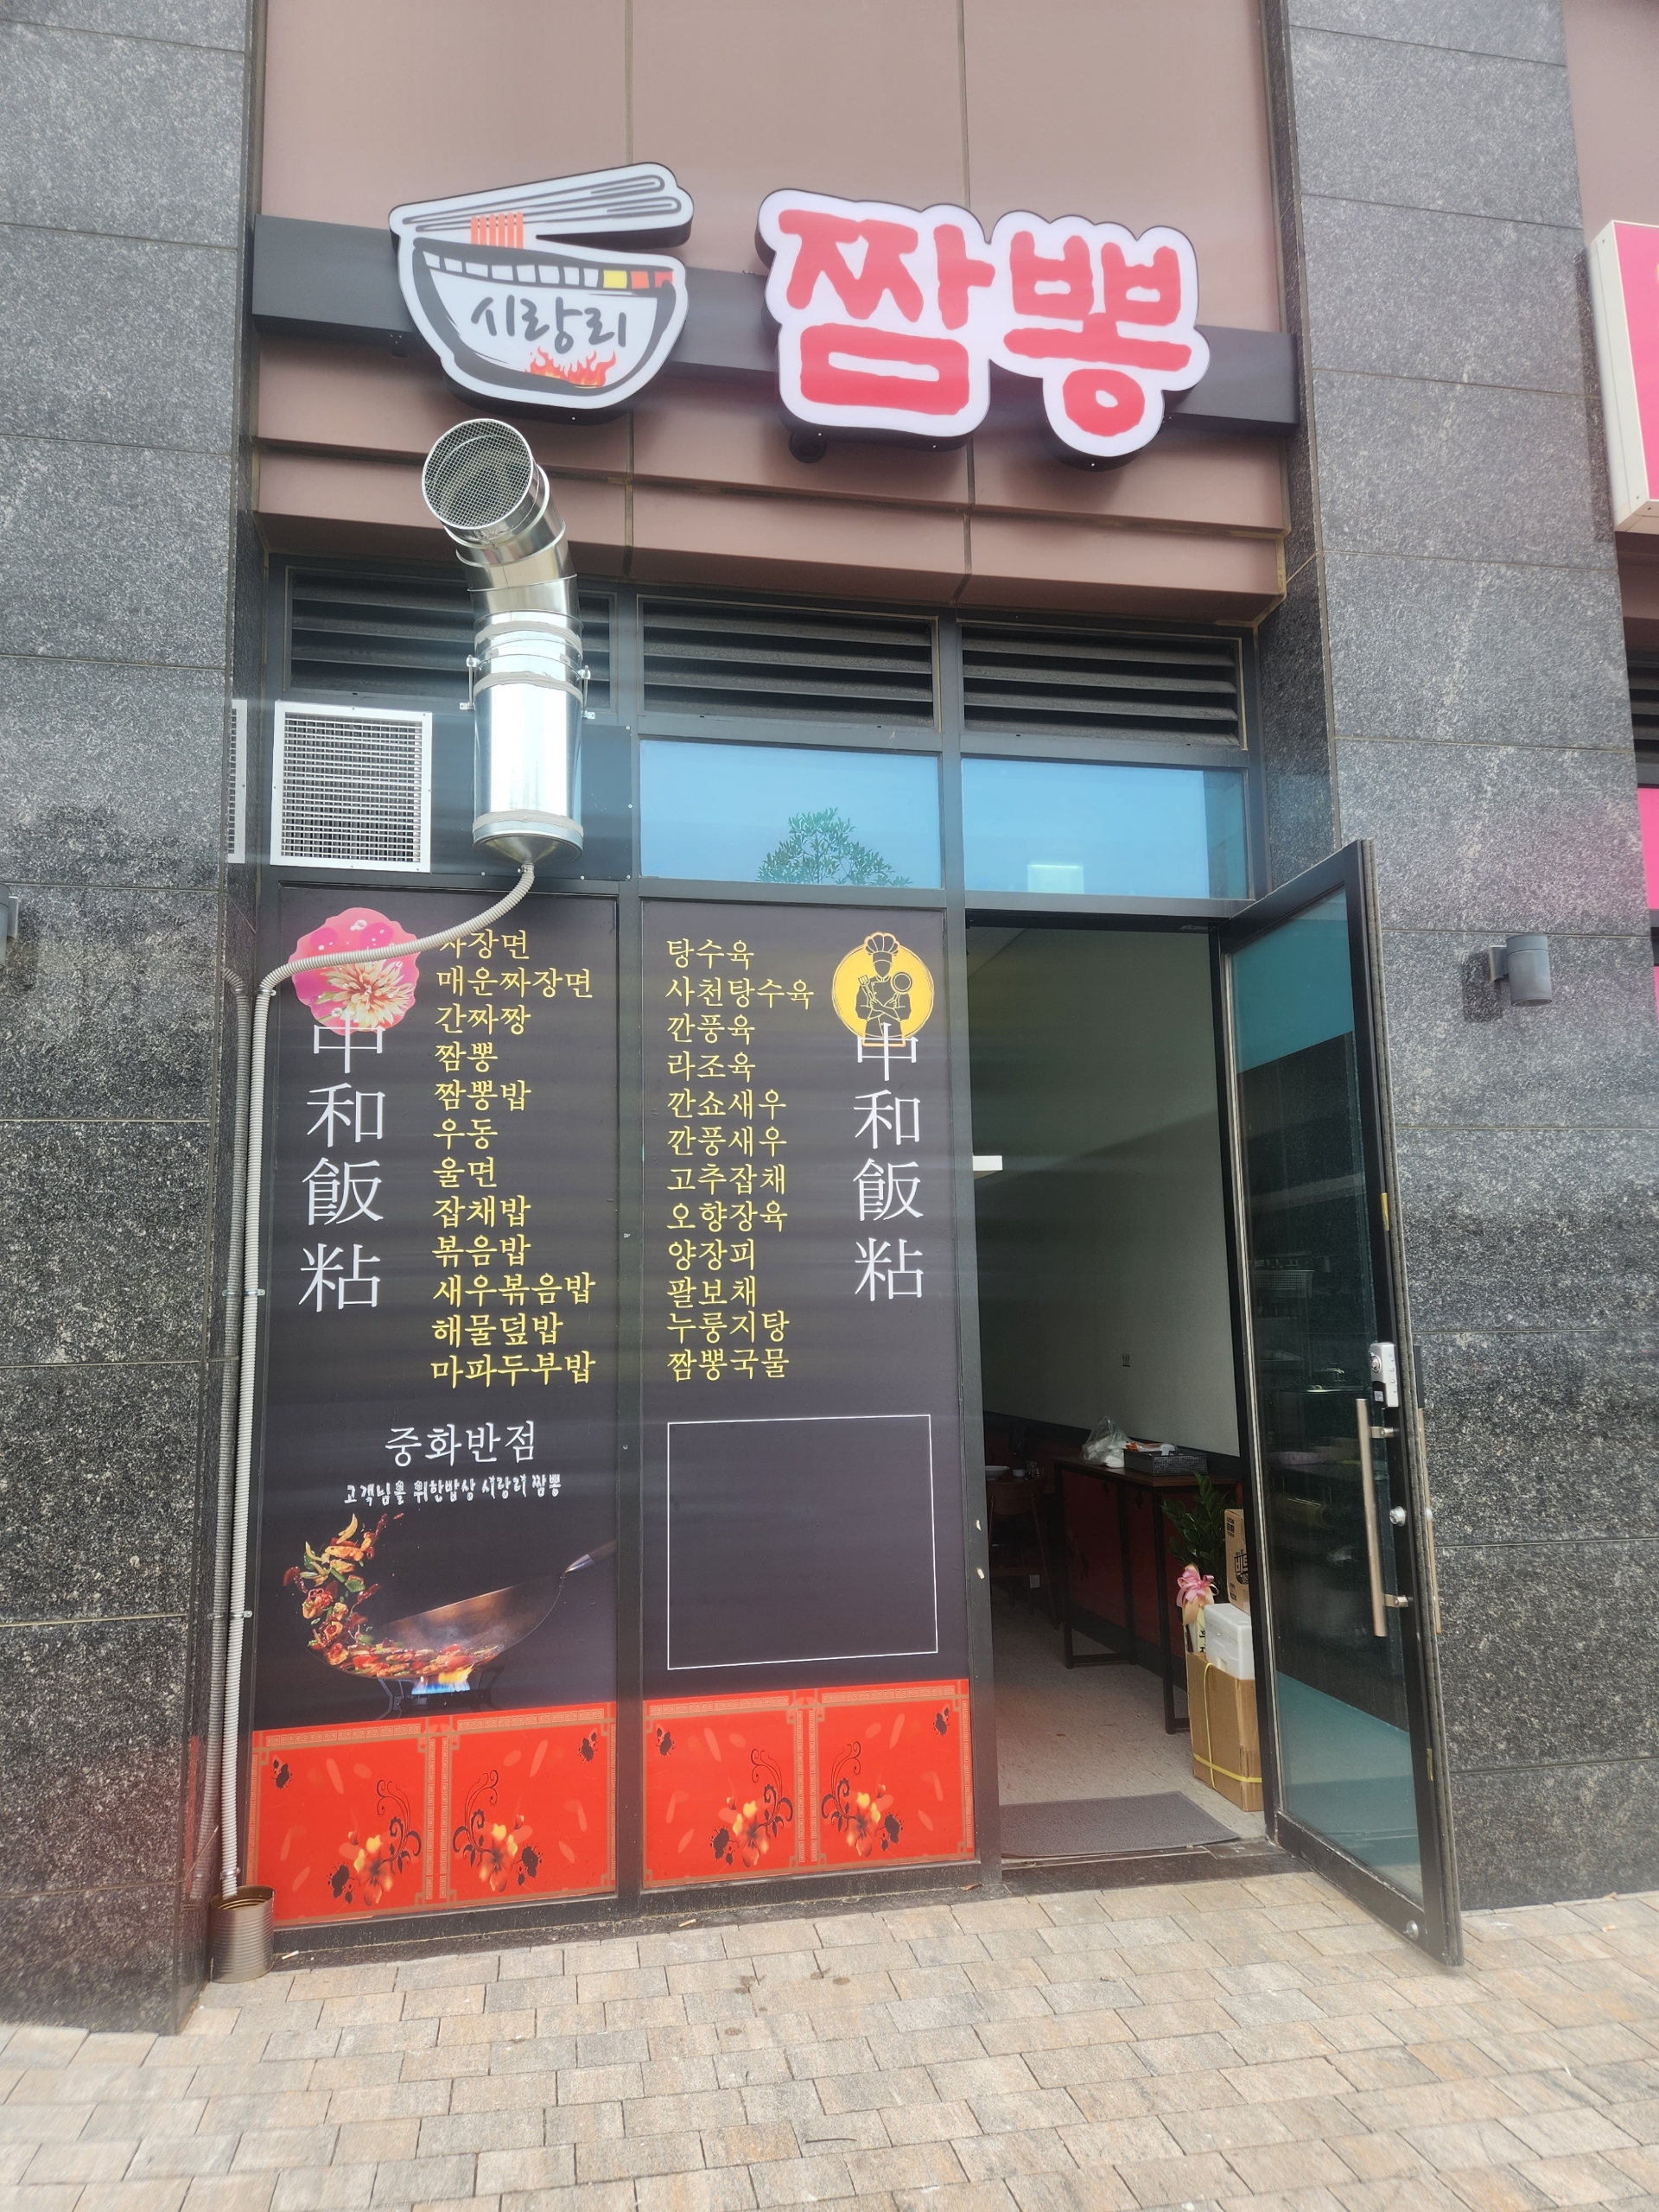 시랑리
짬뽕
짜장면
매운짜장면
간짜짱
짬뽕
짬뽕밥
우동
울면
잡채밥
볶음밥
새우볶음밥
해물덮밥
마파두부밥
中和飯粘
중화반점
고객님을 위한밥상 시랑리 짬뽕
탕수육
사천탕수육
깐풍육
라조육
깐쇼새우
깐풍새우
고추잡채
오향장육
양장피
팔보채
누룽지탕
짬뽕국물
中和飯粘